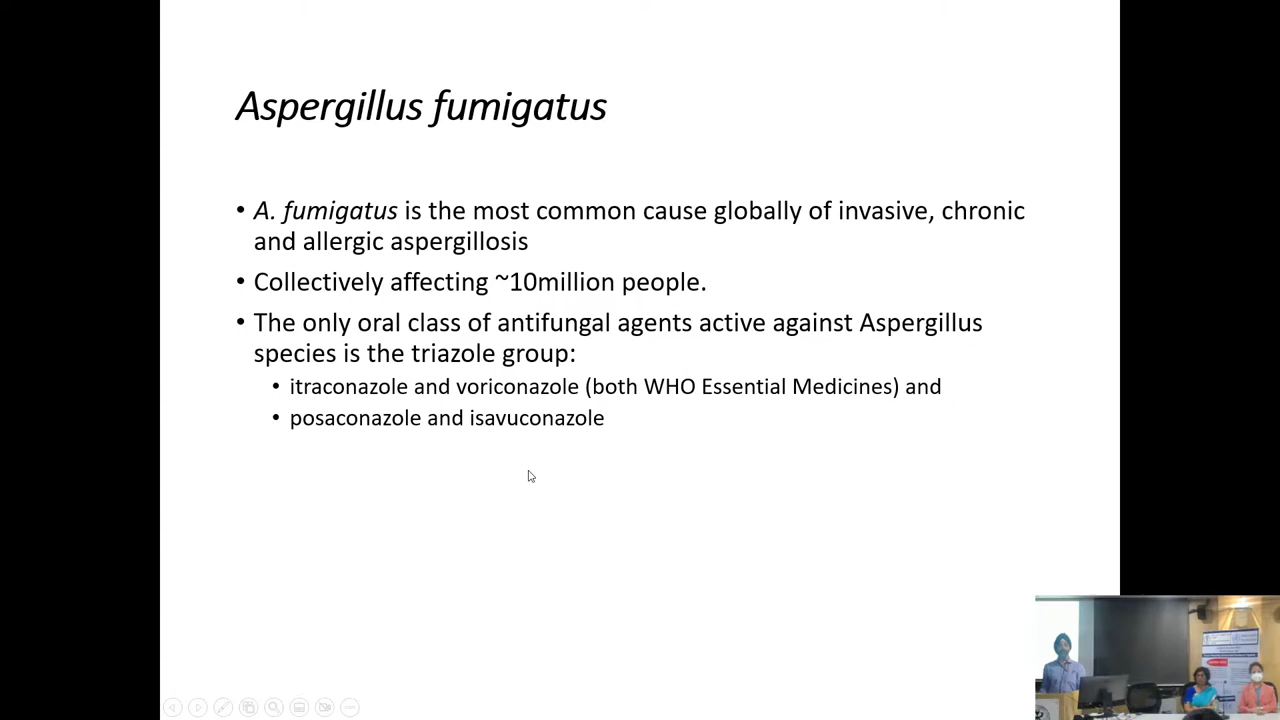 Aspergillus fumigatus
• A. fumigatus is the most common cause globally of invasive, chronic
and allergic aspergillosis
• Collectively affecting ~10million people.
• The only oral class of antifungal agents active against Aspergillus
species is the triazole group:
• itraconazole and voriconazole (both WHO Essential Medicines) and
• posaconazole and isavuconazole